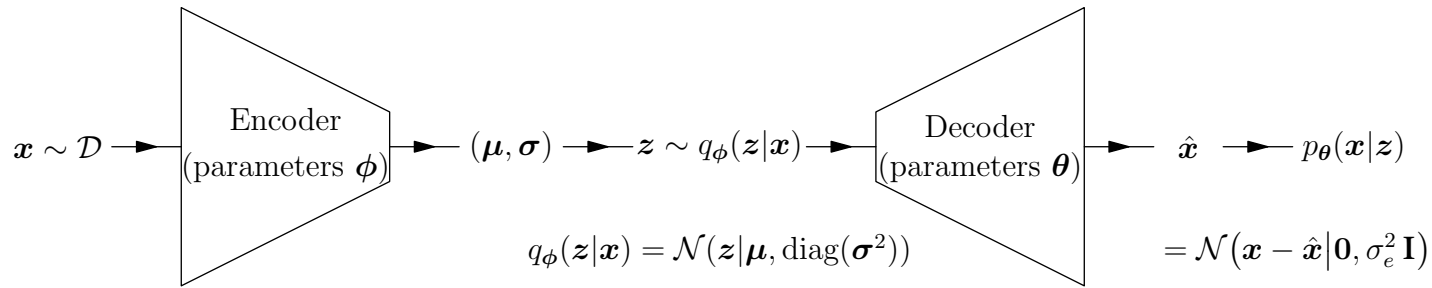 x ∼ 𝒟
Encoder
(parameters ϕ)
(μ, σ)
z ∼ q_ϕ(z|x)
Decoder
(parameters θ)
x̂
p_θ(x|z)
q_ϕ(z|x) = 𝒩(z|μ, diag(σ²))
= 𝒩(x − x̂|0, σ_e² I)